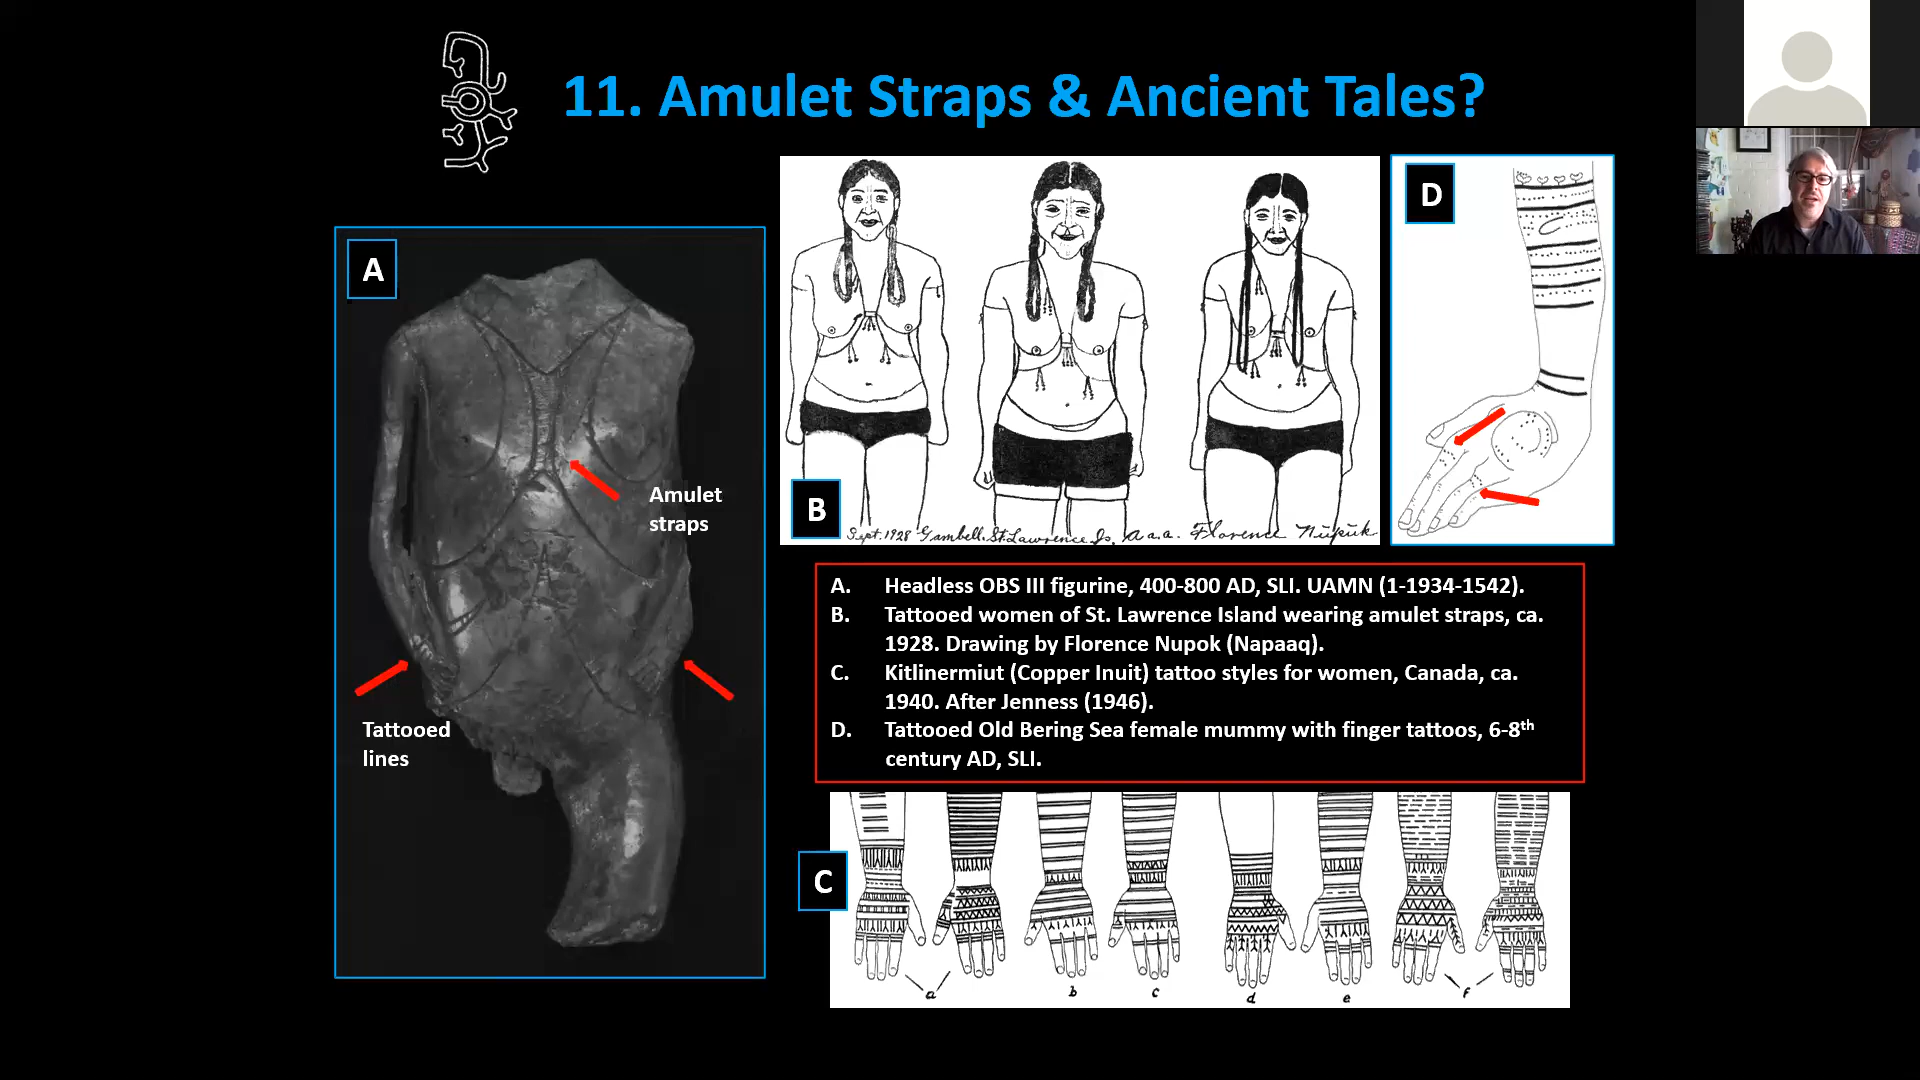 11. Amulet Straps & Ancient Tales?
A
Amulet
straps
Tattooed
lines
B
Sept. 1928 Gambell. St. Lawrence Is, Florence Nupuk
D
A. Headless OBS III figurine, 400-800 AD, SLI. UAMN (1-1934-1542).
B. Tattooed women of St. Lawrence Island wearing amulet straps, ca.
1928. Drawing by Florence Nupok (Napaaq).
C. Kitlinermiut (Copper Inuit) tattoo styles for women, Canada, ca.
1940. After Jenness (1946).
D. Tattooed Old Bering Sea female mummy with finger tattoos, 6-8th
century AD, SLI.
C
a b c d e f